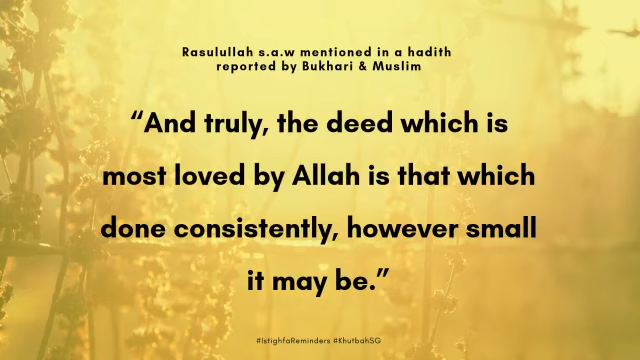 Rasulullah s.a.w mentioned in a hadith
reported by Bukhari & Muslim
“And truly, the deed which is
most loved by Allah is that which
done consistently, however small
it may be.”
#IstighfaReminders #KhutbahSG